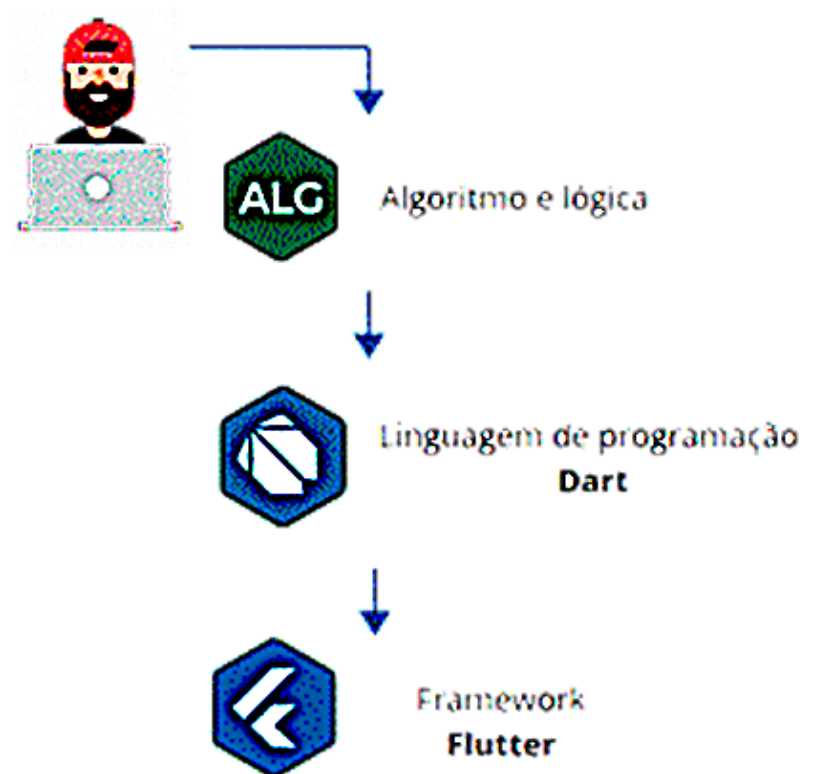 ALG
Algoritmo e lógica
Linguagem de programação
Dart
Framework
Flutter